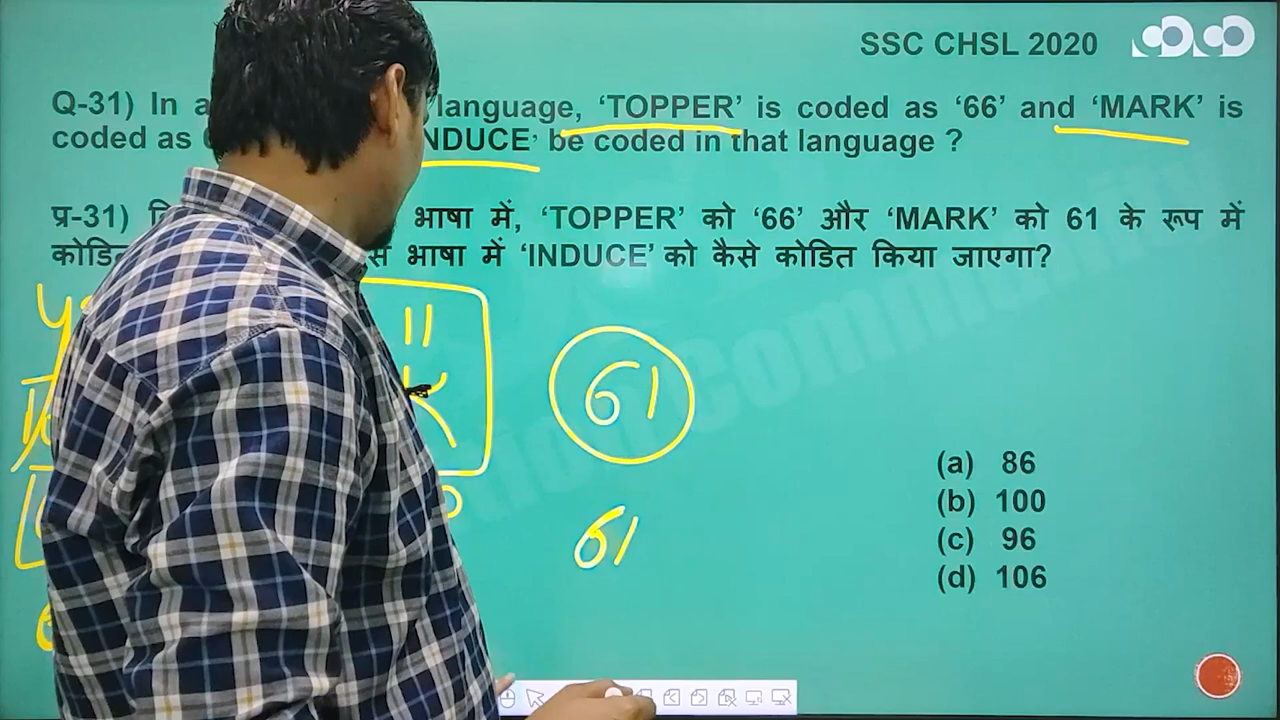 SSC CHSL 2020
Q-31) In a language, ‘TOPPER’ is coded as ‘66’ and ‘MARK’ is
coded as NDUCE’ be coded in that language ?
प्र-31) भाषा में, ‘TOPPER’ को ‘66’ और ‘MARK’ को 61 के रूप में
भाषा में ‘INDUCE’ को कैसे कोडित किया जाएगा?
11
K
61
61
(a) 86
(b) 100
(c) 96
(d) 106